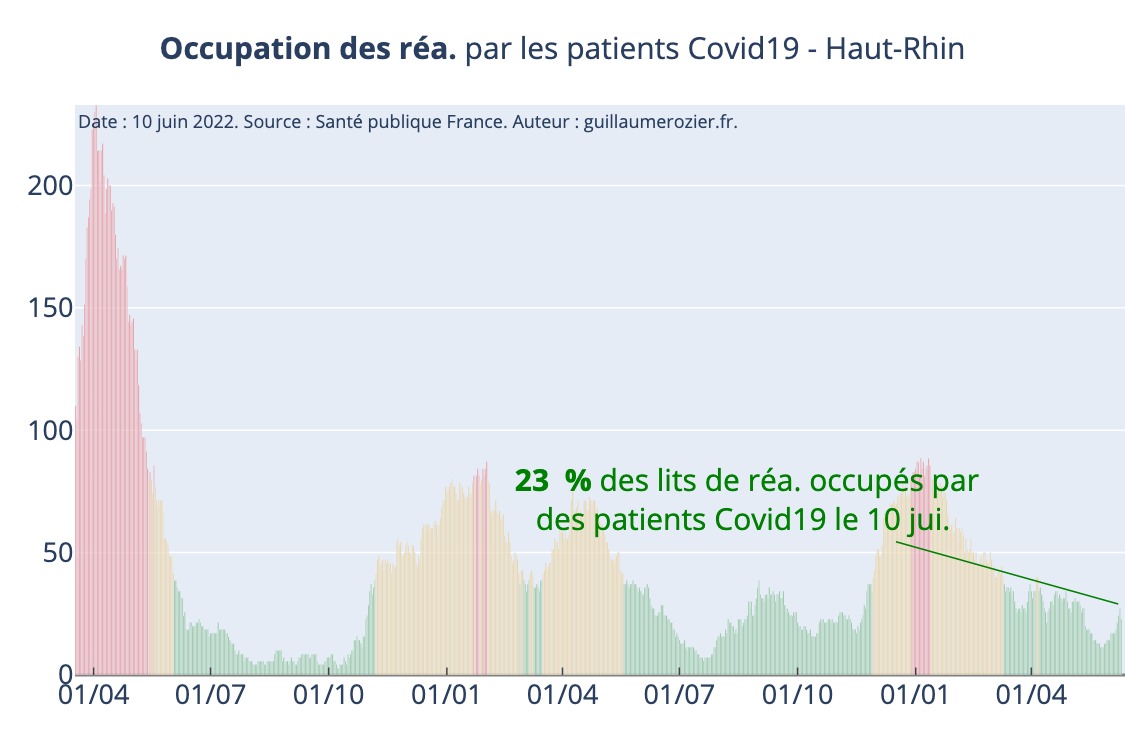 Occupation des réa. par les patients Covid19 - Haut-Rhin
Date : 10 juin 2022. Source : Santé publique France. Auteur : guillaumerozier.fr.
200
150
100
23 % des lits de réa. occupés par
des patients Covid19 le 10 jui.
50
0
01/04 01/07 01/10 01/01 01/04 01/07 01/10 01/01 01/04